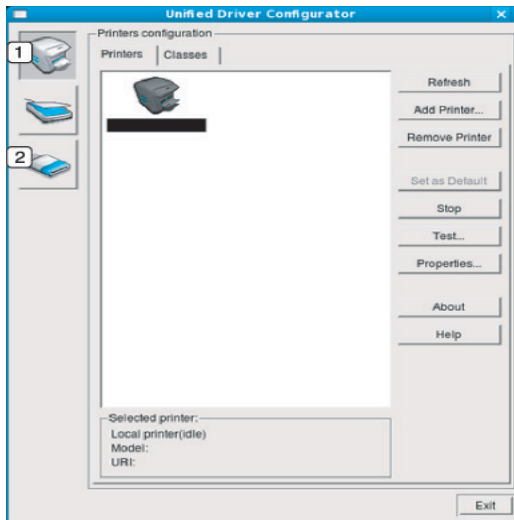 Unified Driver Configurator
Printers configuration
1
Printers
Classes
2
Refresh
Add Printer...
Remove Printer
Set as Default
Stop
Test...
Properties...
About
Help
Selected printer:
Local printer(idle)
Model:
URI:
Exit